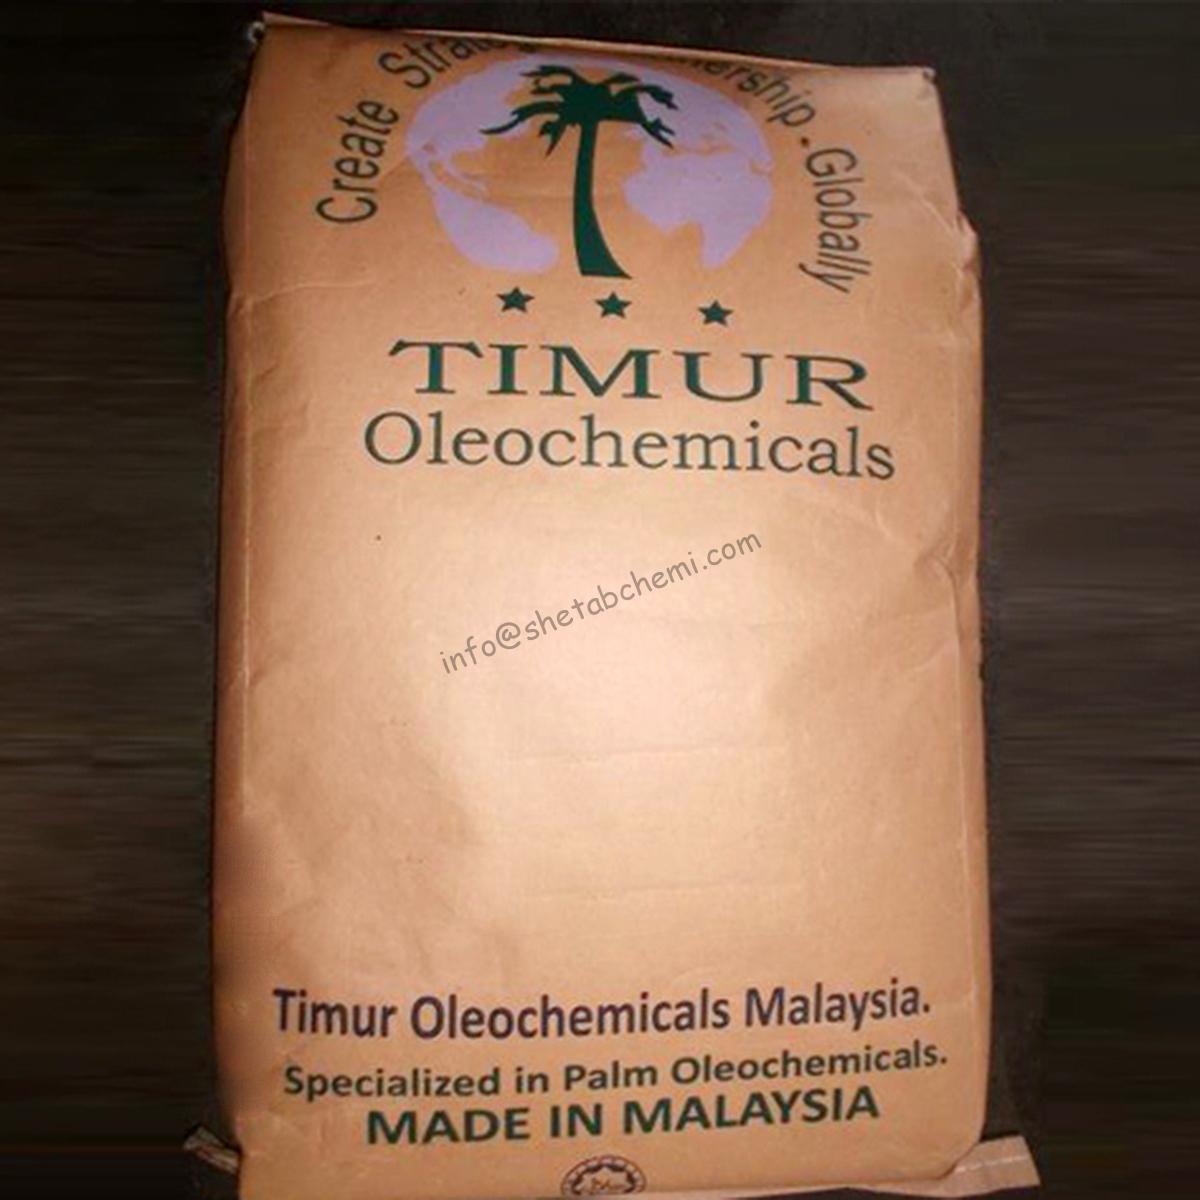 Create
. Globally
TIMUR
Oleochemicals
info@shetabchemi.com
Timur Oleochemicals Malaysia.
Specialized in Palm Oleochemicals.
MADE IN MALAYSIA